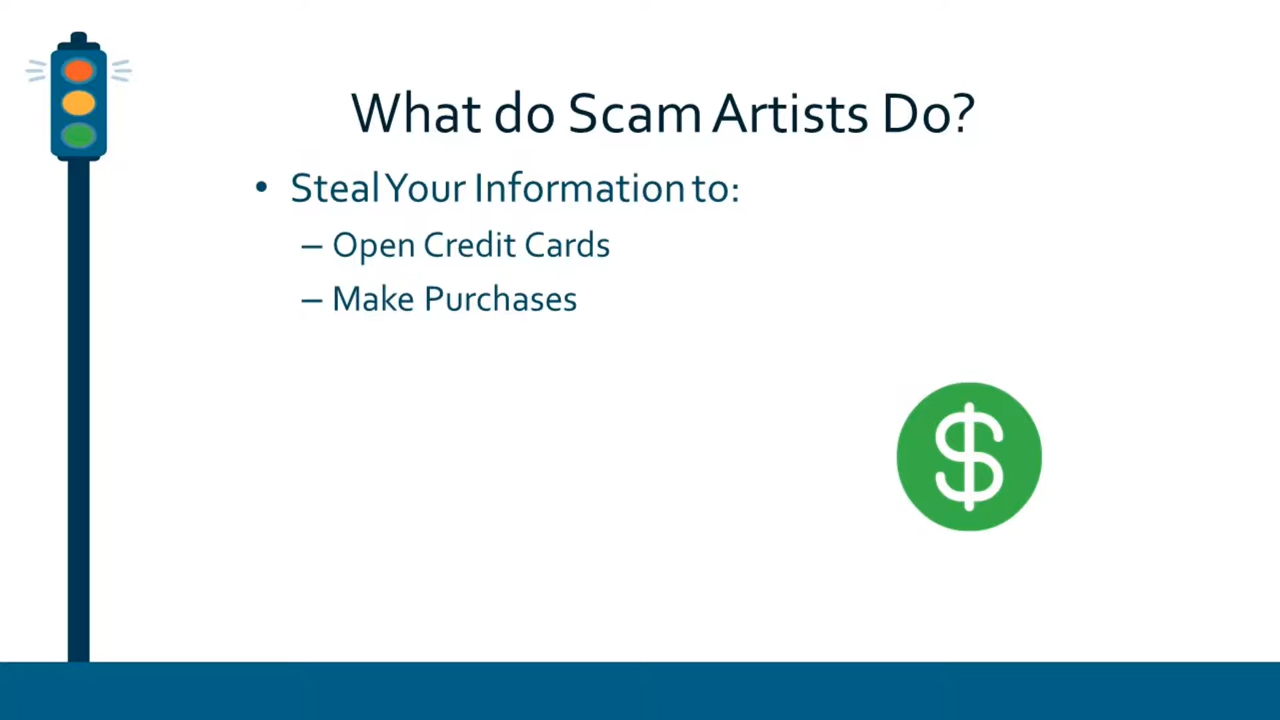 What do Scam Artists Do?
• Steal Your Information to:
– Open Credit Cards
– Make Purchases
$